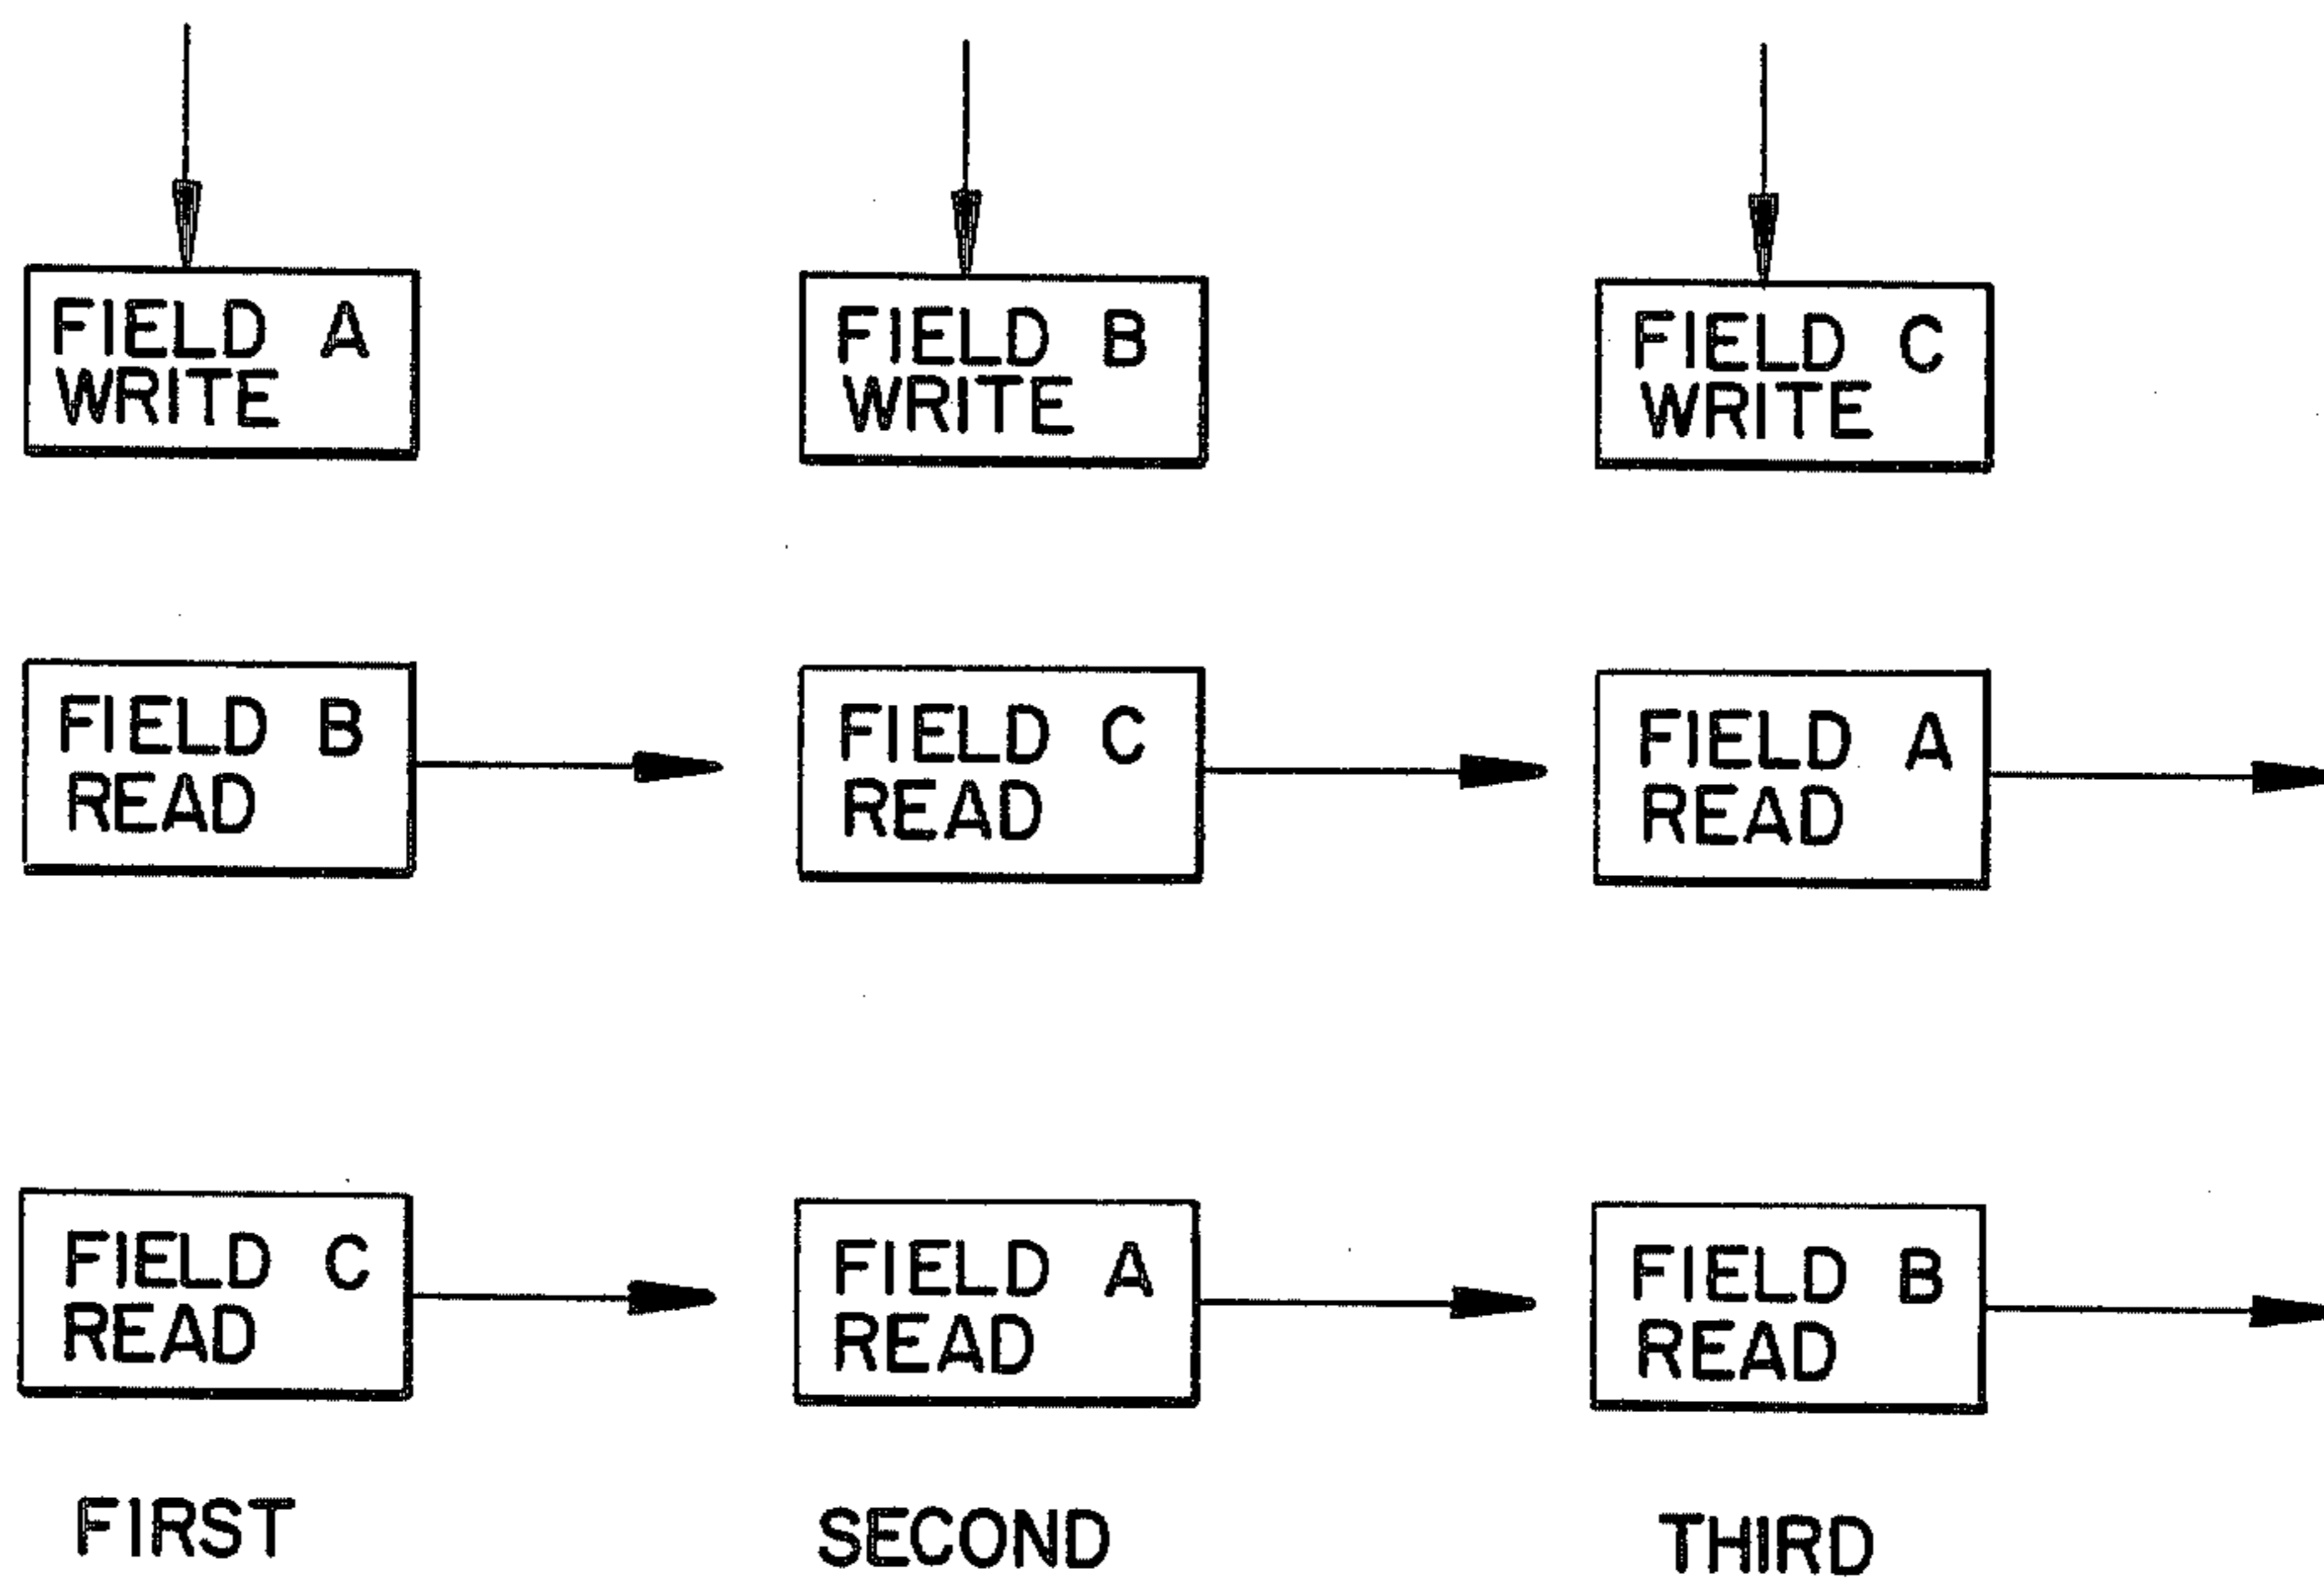 FIELD A
WRITE
FIELD B
WRITE
FIELD C
WRITE
FIELD B
READ
FIELD C
READ
FIELD A
READ
FIELD C
READ
FIELD A
READ
FIELD B
READ
FIRST
SECOND
THIRD